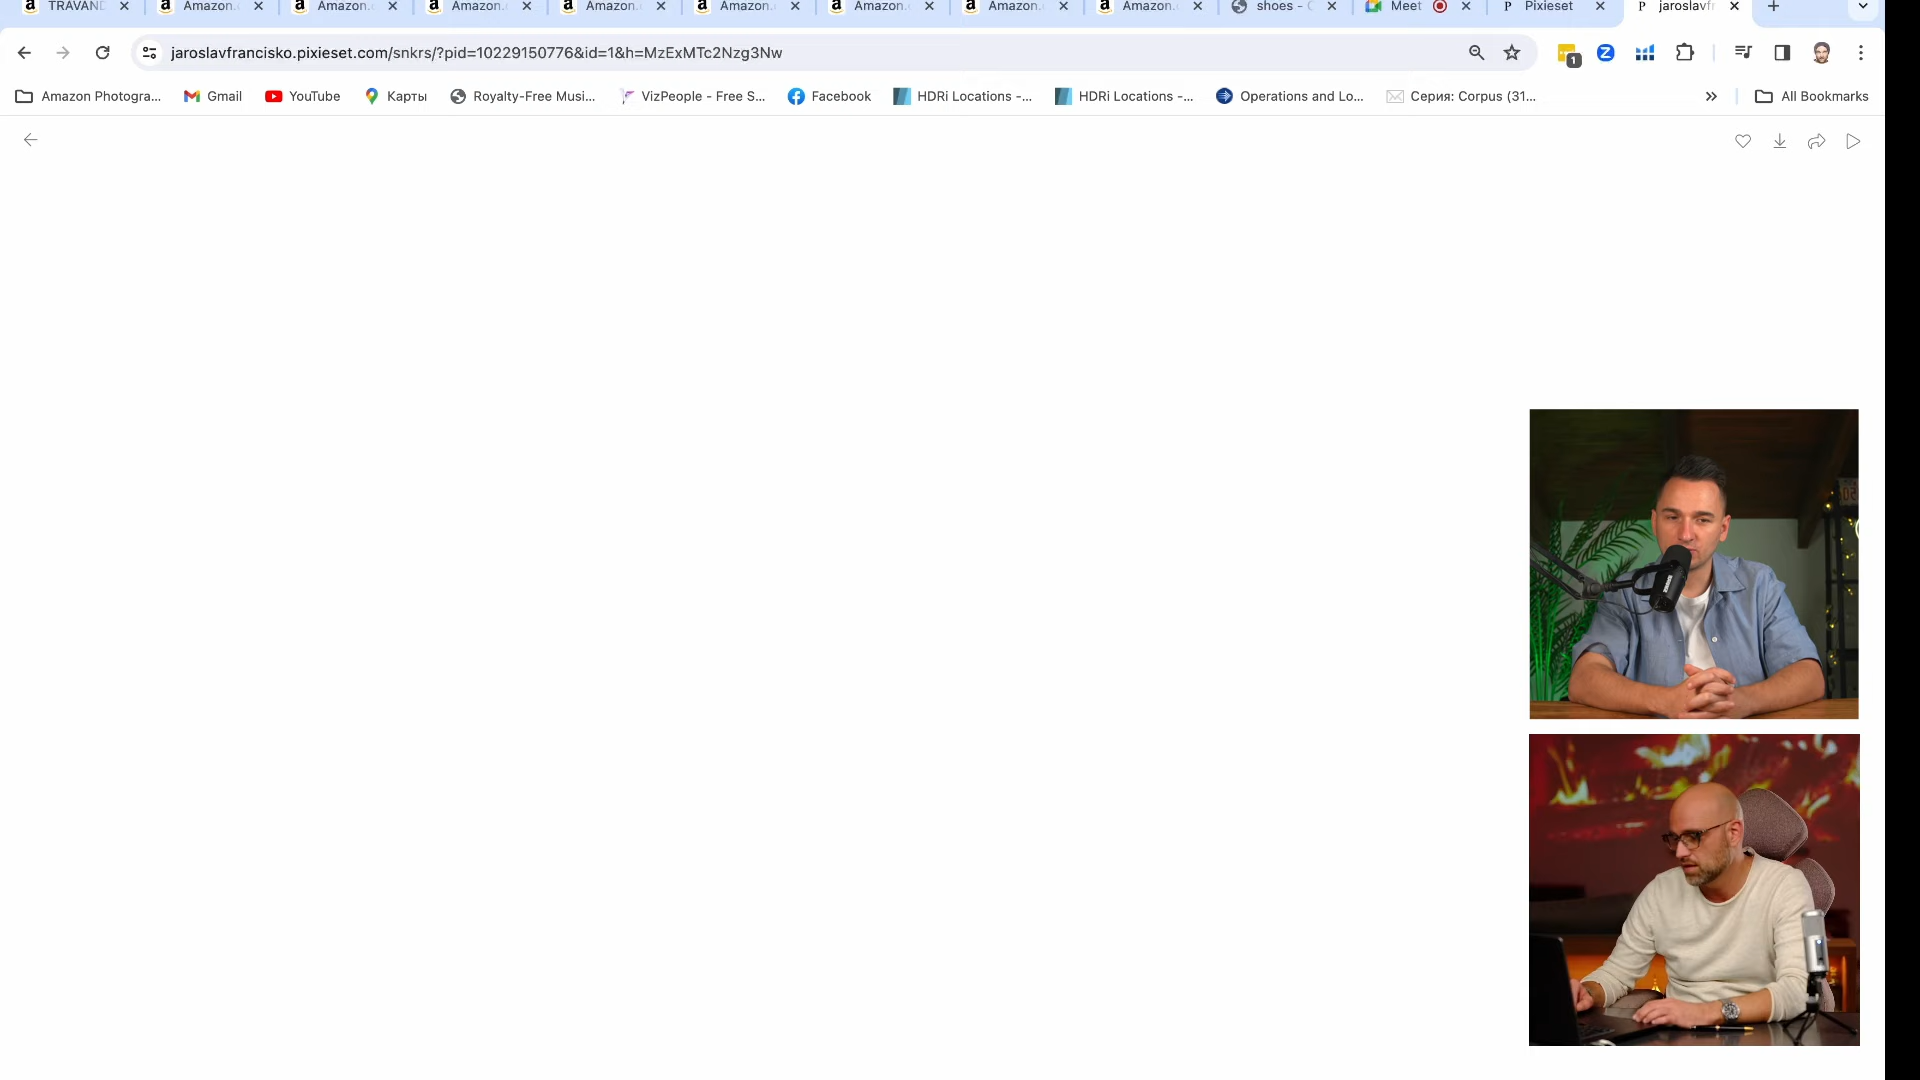 TRAVAND
Amazon.
Amazon.
Amazon.
Amazon.
Amazon.
Amazon.
Amazon.
Amazon.
shoes -
Meet
Pixieset
jaroslavfr
jaroslavfrancisko.pixieset.com/snkrs/?pid=10229150776&id=1&h=MzExMTc2Nzg3Nw
1
Amazon Photogra...
Gmail
YouTube
Карты
Royalty-Free Musi...
VizPeople - Free S...
Facebook
HDRi Locations -...
HDRi Locations -...
Operations and Lo...
Серия: Corpus (31...
All Bookmarks